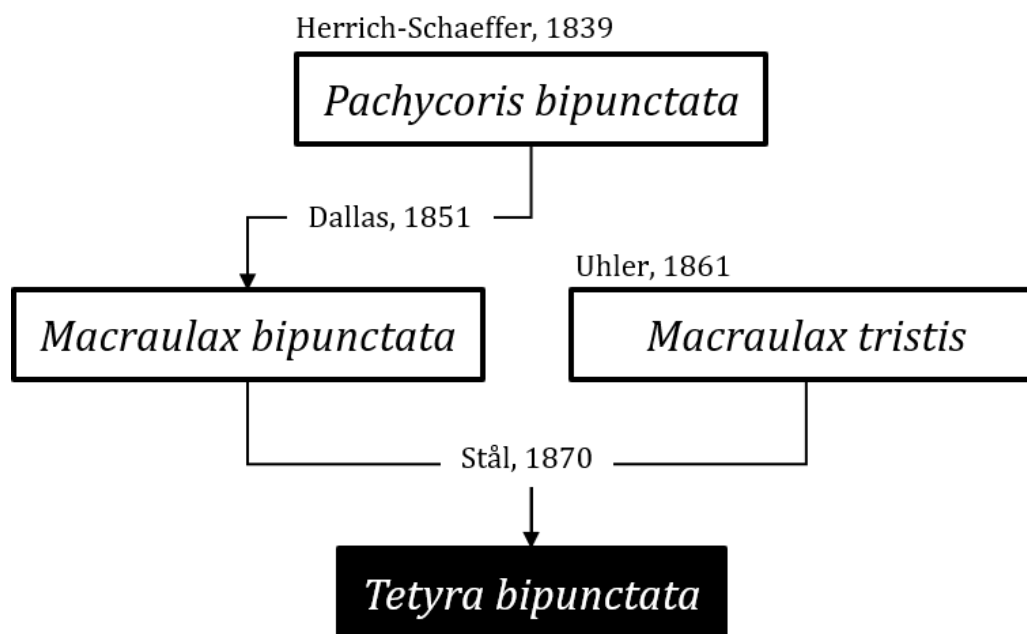 Herrich-Schaeffer, 1839
Pachycoris bipunctata
Dallas, 1851
Uhler, 1861
Macraulax bipunctata
Macraulax tristis
Stål, 1870
Tetyra bipunctata